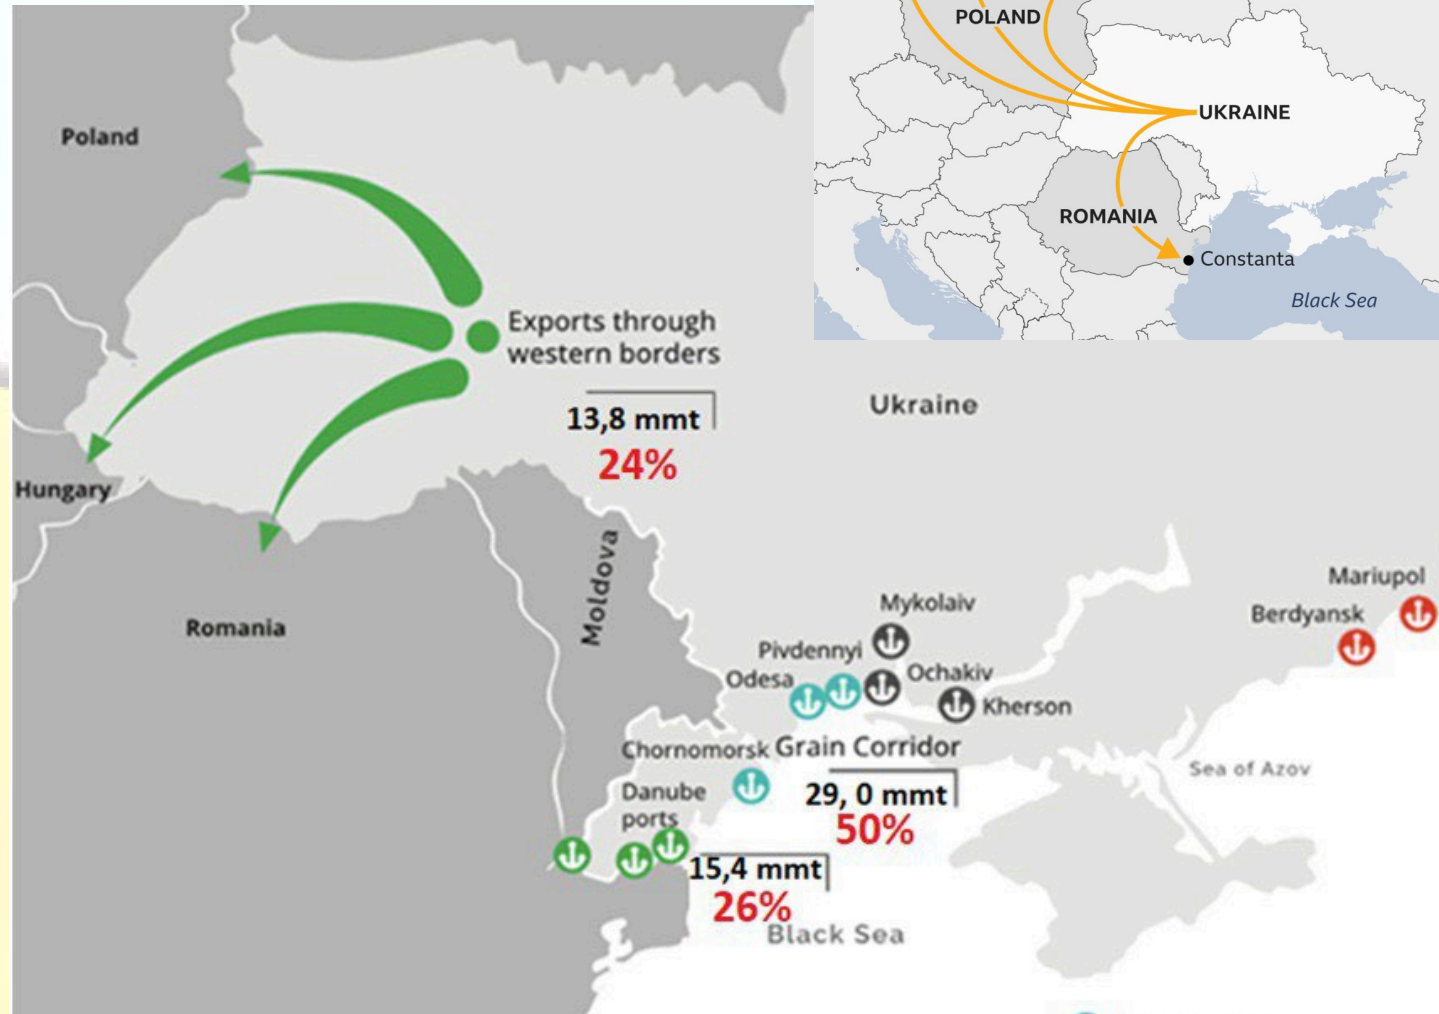 POLAND
UKRAINE
ROMANIA
Constanta
Black Sea
Poland
Exports through
western borders
13,8 mmt
24%
Ukraine
Hungary
Romania
Moldova
Mariupol
Berdyansk
Mykolaiv
Pivdennyi
Odesa
Ochakiv
Kherson
Chornomorsk
Grain Corridor
29, 0 mmt
50%
Sea of Azov
Danube
ports
15,4 mmt
26%
Black Sea